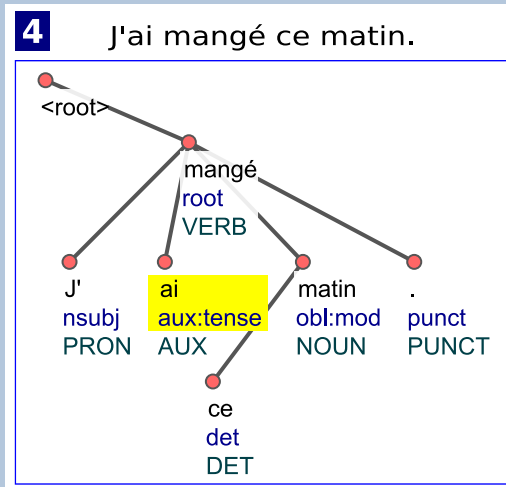 4
J'ai mangé ce matin.
<root>
mangé
root
VERB
J'
nsubj
PRON
ai
aux:tense
AUX
matin
obl:mod
NOUN
.
punct
PUNCT
ce
det
DET